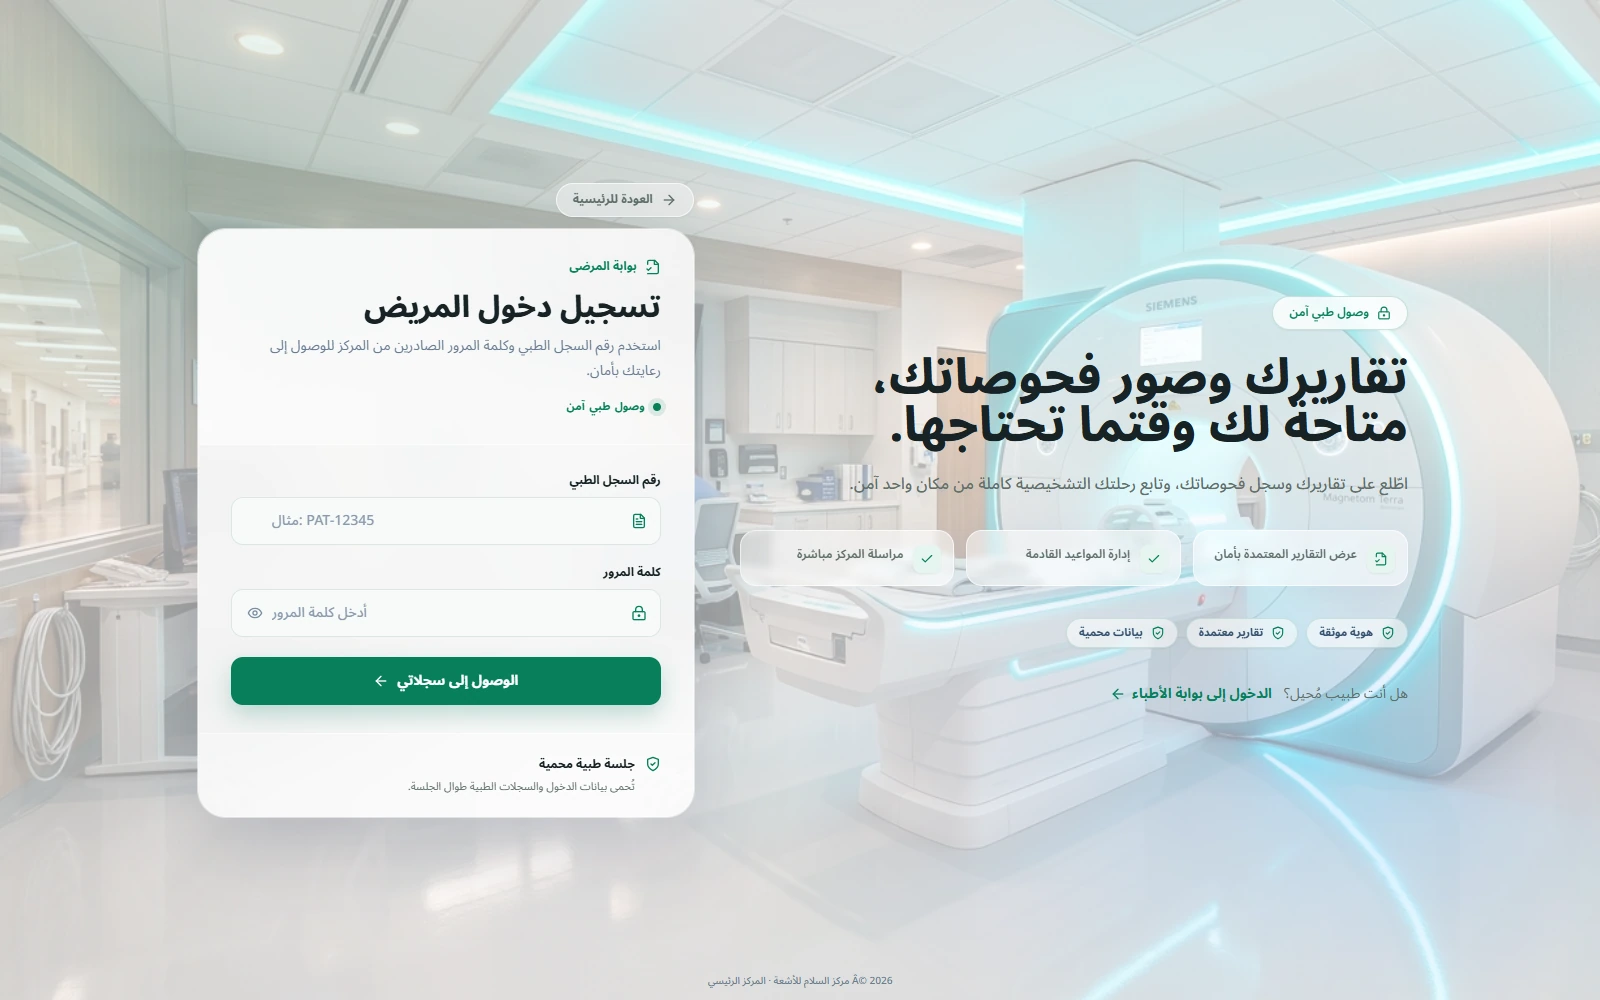 العودة للرئيسية
بوابة المرضى
تسجيل دخول المريض
استخدم رقم السجل الطبي وكلمة المرور الصادرين من المركز للوصول إلى
رعايتك بأمان.
وصول طبي آمن
رقم السجل الطبي
مثال: PAT-12345
كلمة المرور
أدخل كلمة المرور
الوصول إلى سجلاتي
جلسة طبية محمية
تُحمى بيانات الدخول والسجلات الطبية طوال الجلسة.
SIEMENS
وصول طبي آمن
تقاريرك وصور فحوصاتك،
متاحة لك وقتما تحتاجها.
اطّلع على تقاريرك وسجل فحوصاتك، وتابع رحلتك التشخيصية كاملة من مكان واحد آمن.
Magnetom Terra
عرض التقارير المعتمدة بأمان
إدارة المواعيد القادمة
مراسلة المركز مباشرة
هوية موثقة
تقارير معتمدة
بيانات محمية
هل أنت طبيب مُحيل؟ الدخول إلى بوابة الأطباء
Â© 2026 مركز السلام للأشعة · المركز الرئيسي